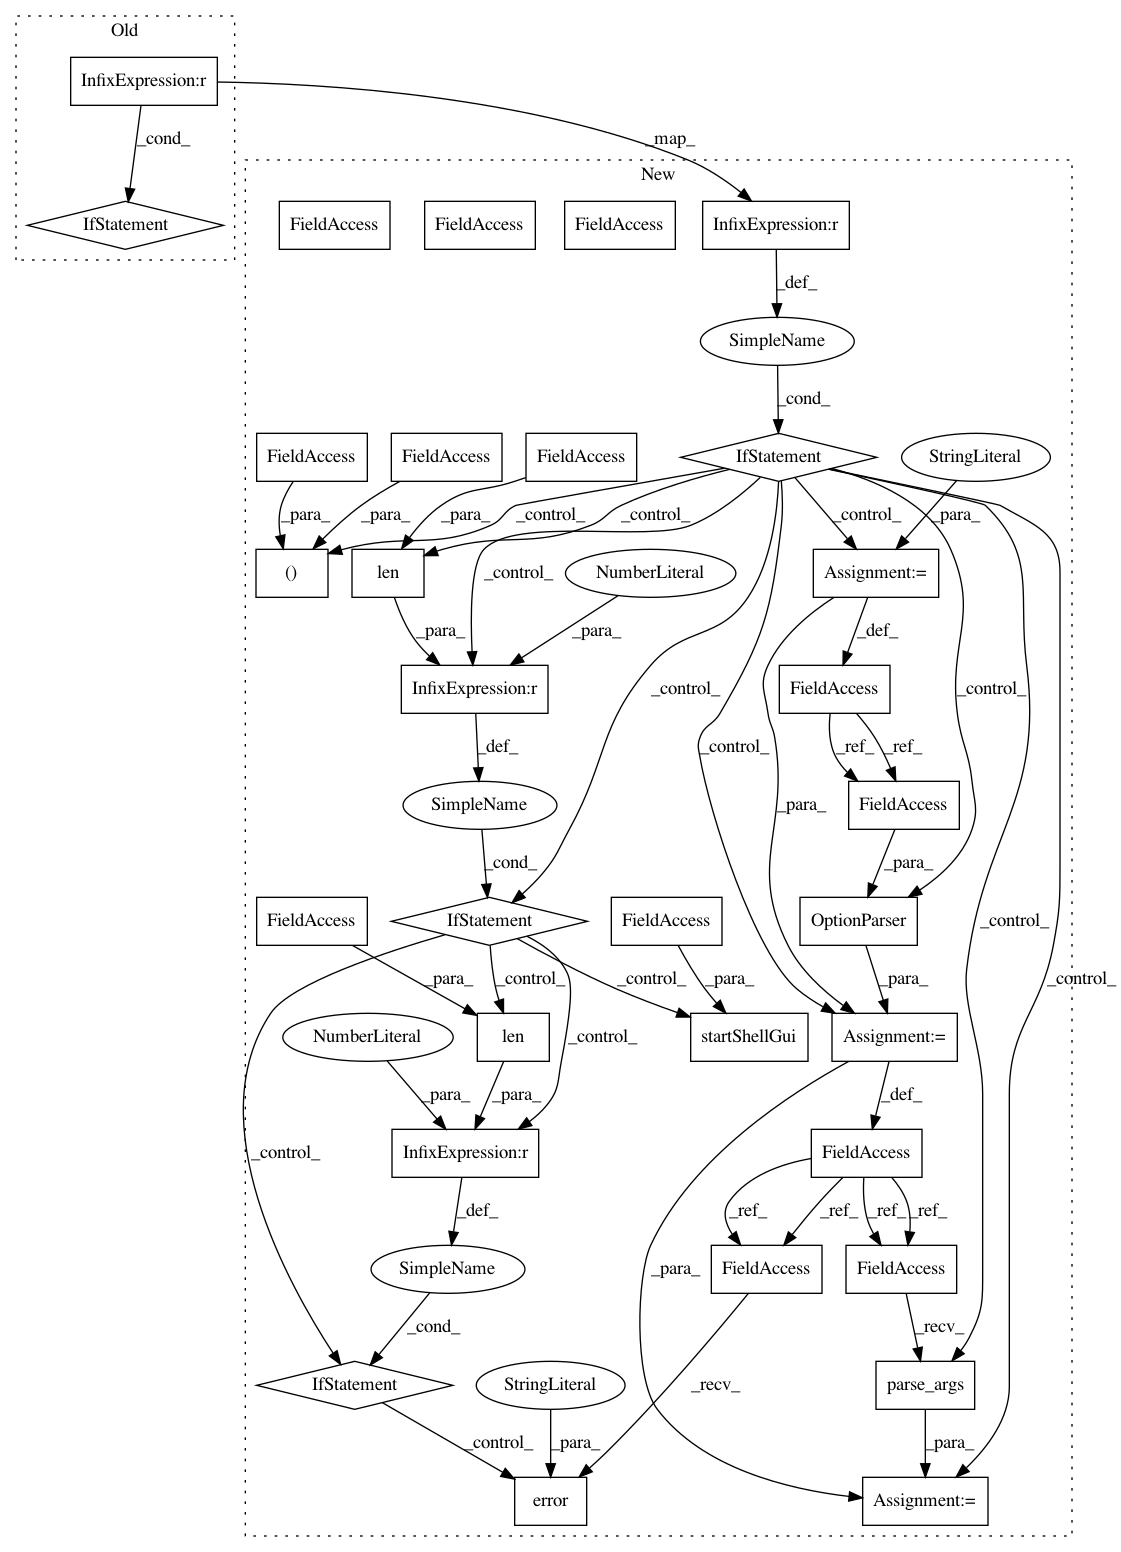 Old
InfixExpression:r
_cond_
_map_
IfStatement
New
FieldAccess
FieldAccess
FieldAccess
InfixExpression:r
_def_
SimpleName
_cond_
FieldAccess
FieldAccess
FieldAccess
IfStatement
StringLiteral
_para_
_para_
_para_
_control_
_control_
_control_
_para_
()
len
_control_
NumberLiteral
Assignment:=
_para_
_para_
_def_
InfixExpression:r
_control_
FieldAccess
_control_
_def_
_control_
_ref_
_ref_
SimpleName
_para_
FieldAccess
_cond_
_para_
FieldAccess
IfStatement
FieldAccess
OptionParser
_control_
_para_
_control_
_control_
_para_
_para_
_control_
NumberLiteral
len
_control_
startShellGui
Assignment:=
_para_
_para_
_def_
_control_
InfixExpression:r
FieldAccess
_def_
_ref_
_ref_
_ref_
_ref_
SimpleName
_para_
FieldAccess
FieldAccess
_cond_
_recv_
IfStatement
StringLiteral
_recv_
parse_args
_control_
_para_
_para_
error
Assignment:=